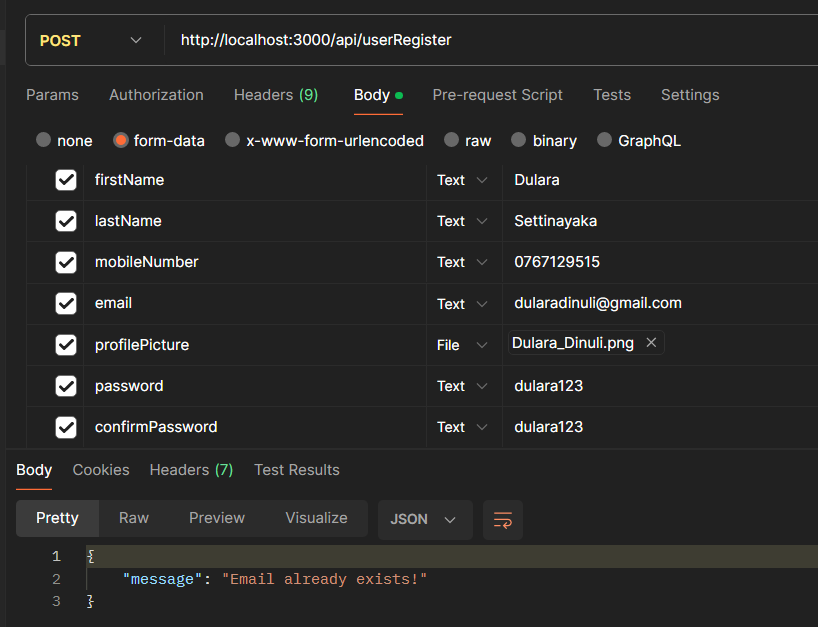 POST http://localhost:3000/api/userRegister
Params Authorization Headers (9) Body Pre-request Script Tests Settings
none form-data x-www-form-urlencoded raw binary GraphQL
firstName Text Dulara
lastName Text Settinayaka
mobileNumber Text 0767129515
email Text dularadinuli@gmail.com
profilePicture File Dulara_Dinuli.png
password Text dulara123
confirmPassword Text dulara123
Body Cookies Headers (7) Test Results
Pretty Raw Preview Visualize JSON
1 {
2 "message": "Email already exists!"
3 }